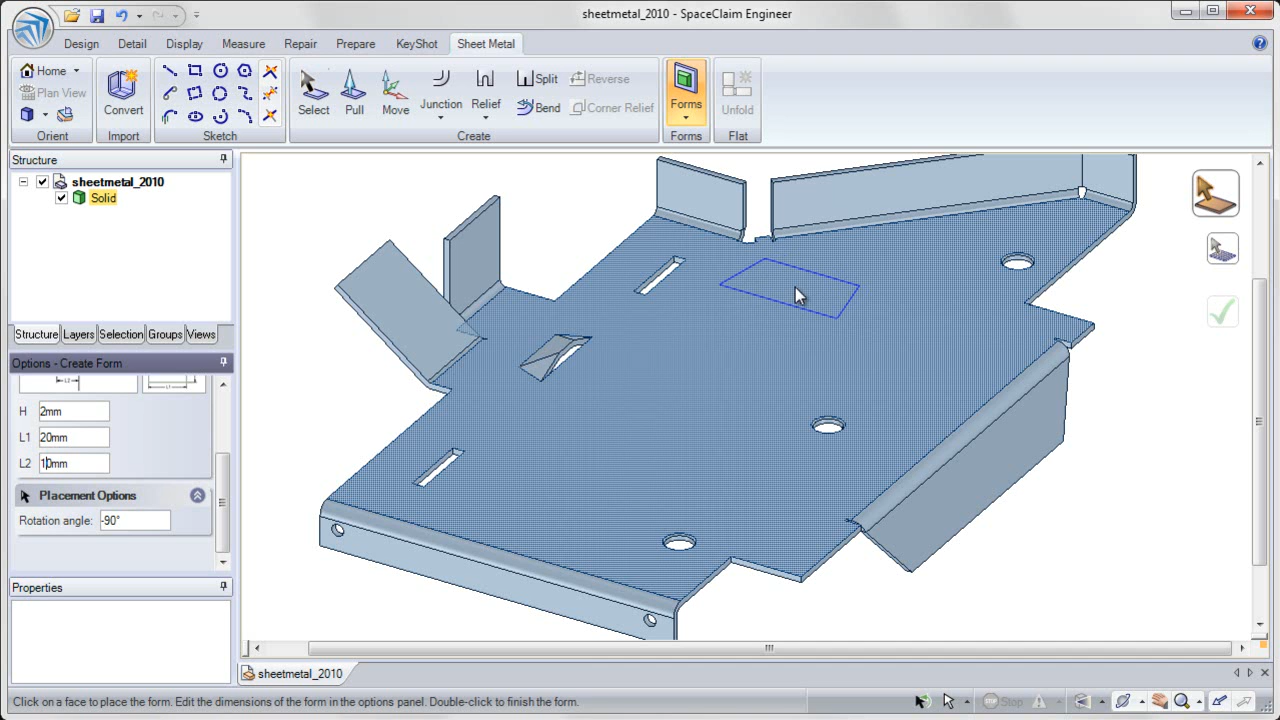 sheetmetal_2010 - SpaceClaim Engineer
Design Detail Display Measure Repair Prepare KeyShot Sheet Metal
Home
Plan View
Orient
Convert
Import
Sketch
Select
Pull
Move
Junction
Relief
Split
Bend
Reverse
Corner Relief
Create
Forms
Forms
Unfold
Flat
Structure
sheetmetal_2010
Solid
Structure Layers Selection Groups Views
Options - Create Form
L2
L1
H 2mm
L1 20mm
L2 10mm
Placement Options
Rotation angle: -90°
Properties
sheetmetal_2010
Click on a face to place the form. Edit the dimensions of the form in the options panel. Double-click to finish the form.
Stop